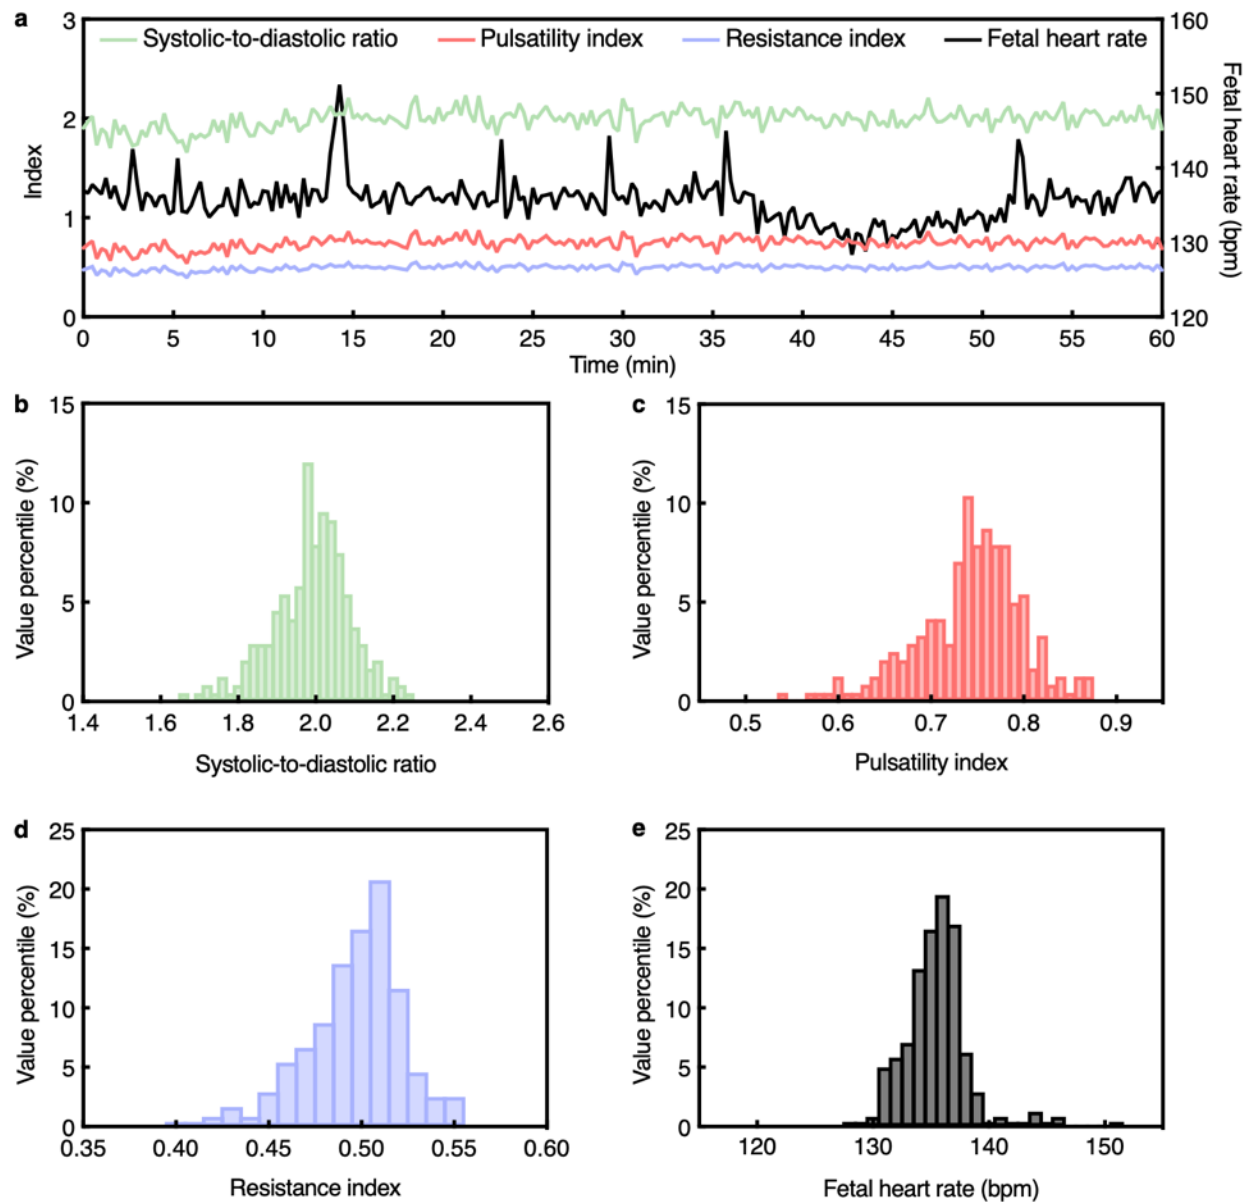 a
Systolic-to-diastolic ratio Pulsatility index Resistance index Fetal heart rate
3 2 1 0
Index
160 150 140 130 120
Fetal heart rate (bpm)
0 5 10 15 20 25 30 35 40 45 50 55 60
Time (min)
b
15 10 5 0
Value percentile (%)
1.4 1.6 1.8 2.0 2.2 2.4 2.6
Systolic-to-diastolic ratio
c
15 10 5 0
Value percentile (%)
0.5 0.6 0.7 0.8 0.9
Pulsatility index
d
25 20 15 10 5 0
Value percentile (%)
0.35 0.40 0.45 0.50 0.55 0.60
Resistance index
e
25 20 15 10 5 0
Value percentile (%)
120 130 140 150
Fetal heart rate (bpm)